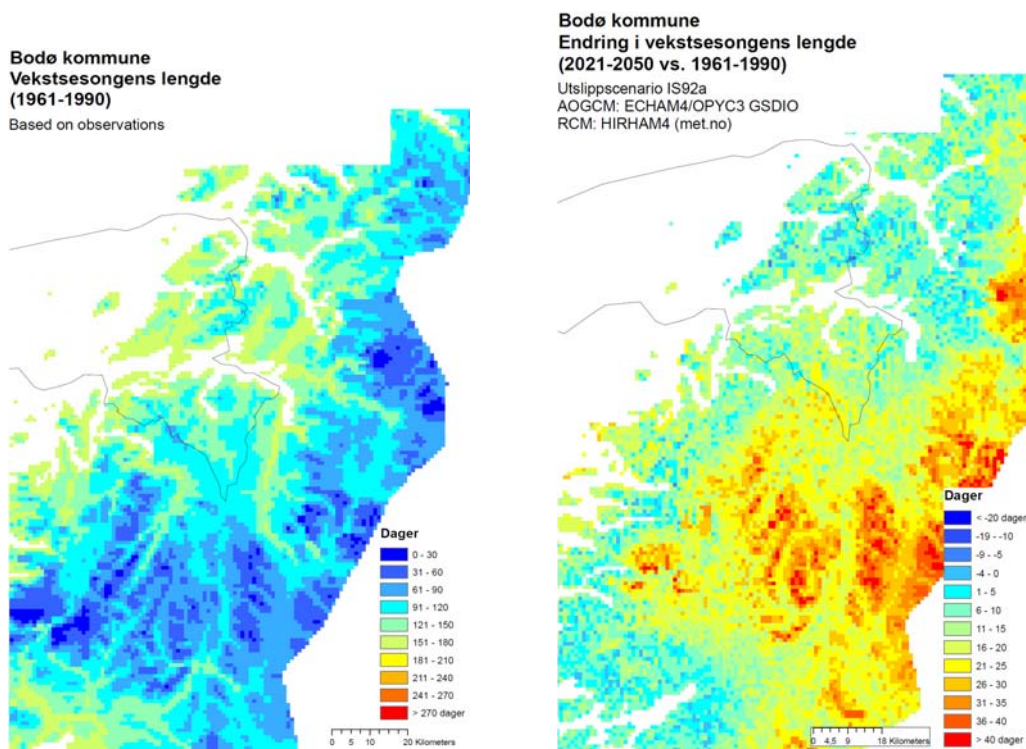 Bodø kommune
Vekstsesongens lengde
(1961-1990)
Based on observations
Dager
0 - 30
31 - 60
61 - 90
91 - 120
121 - 150
151 - 180
181 - 210
211 - 240
241 - 270
> 270 dager
0 5 10 20 Kilometers
Bodø kommune
Endring i vekstsesongens lengde
(2021-2050 vs. 1961-1990)
Utslippscenario IS92a
AOGCM: ECHAM4/OPYC3 GSDIO
RCM: HIRHAM4 (met.no)
Dager
< -20 dager
-19 - -10
-9 - -5
-4 - 0
1 - 5
6 - 10
11 - 15
16 - 20
21 - 25
26 - 30
31 - 35
36 - 40
> 40 dager
0 4,5 9 18 Kilometers